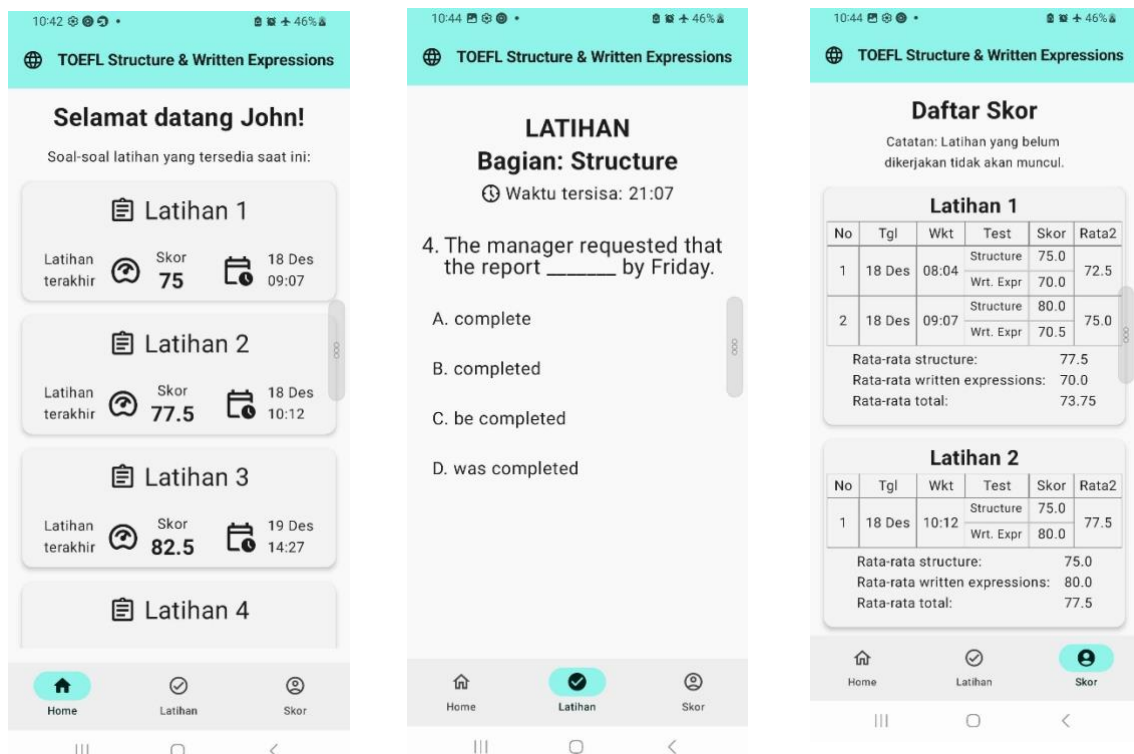 10:42
46%
TOEFL Structure & Written Expressions
Selamat datang John!
Soal-soal latihan yang tersedia saat ini:
Latihan 1
Latihan terakhir
Skor
75
18 Des
09:07
Latihan 2
Latihan terakhir
Skor
77.5
18 Des
10:12
Latihan 3
Latihan terakhir
Skor
82.5
19 Des
14:27
Latihan 4
Home Latihan Skor
10:44
46%
TOEFL Structure & Written Expressions
LATIHAN
Bagian: Structure
Waktu tersisa: 21:07
4. The manager requested that
the report _______ by Friday.
A. complete
B. completed
C. be completed
D. was completed
Home Latihan Skor
10:44
46%
TOEFL Structure & Written Expressions
Daftar Skor
Catatan: Latihan yang belum
dikerjakan tidak akan muncul.
Latihan 1
No Tgl Wkt Test Skor Rata2
1 18 Des 08:04 Structure 75.0 72.5
Wrt. Expr 70.0
2 18 Des 09:07 Structure 80.0 75.0
Wrt. Expr 70.5
Rata-rata structure: 77.5
Rata-rata written expressions: 70.0
Rata-rata total: 73.75
Latihan 2
No Tgl Wkt Test Skor Rata2
1 18 Des 10:12 Structure 75.0 77.5
Wrt. Expr 80.0
Rata-rata structure: 75.0
Rata-rata written expressions: 80.0
Rata-rata total: 77.5
Home Latihan Skor